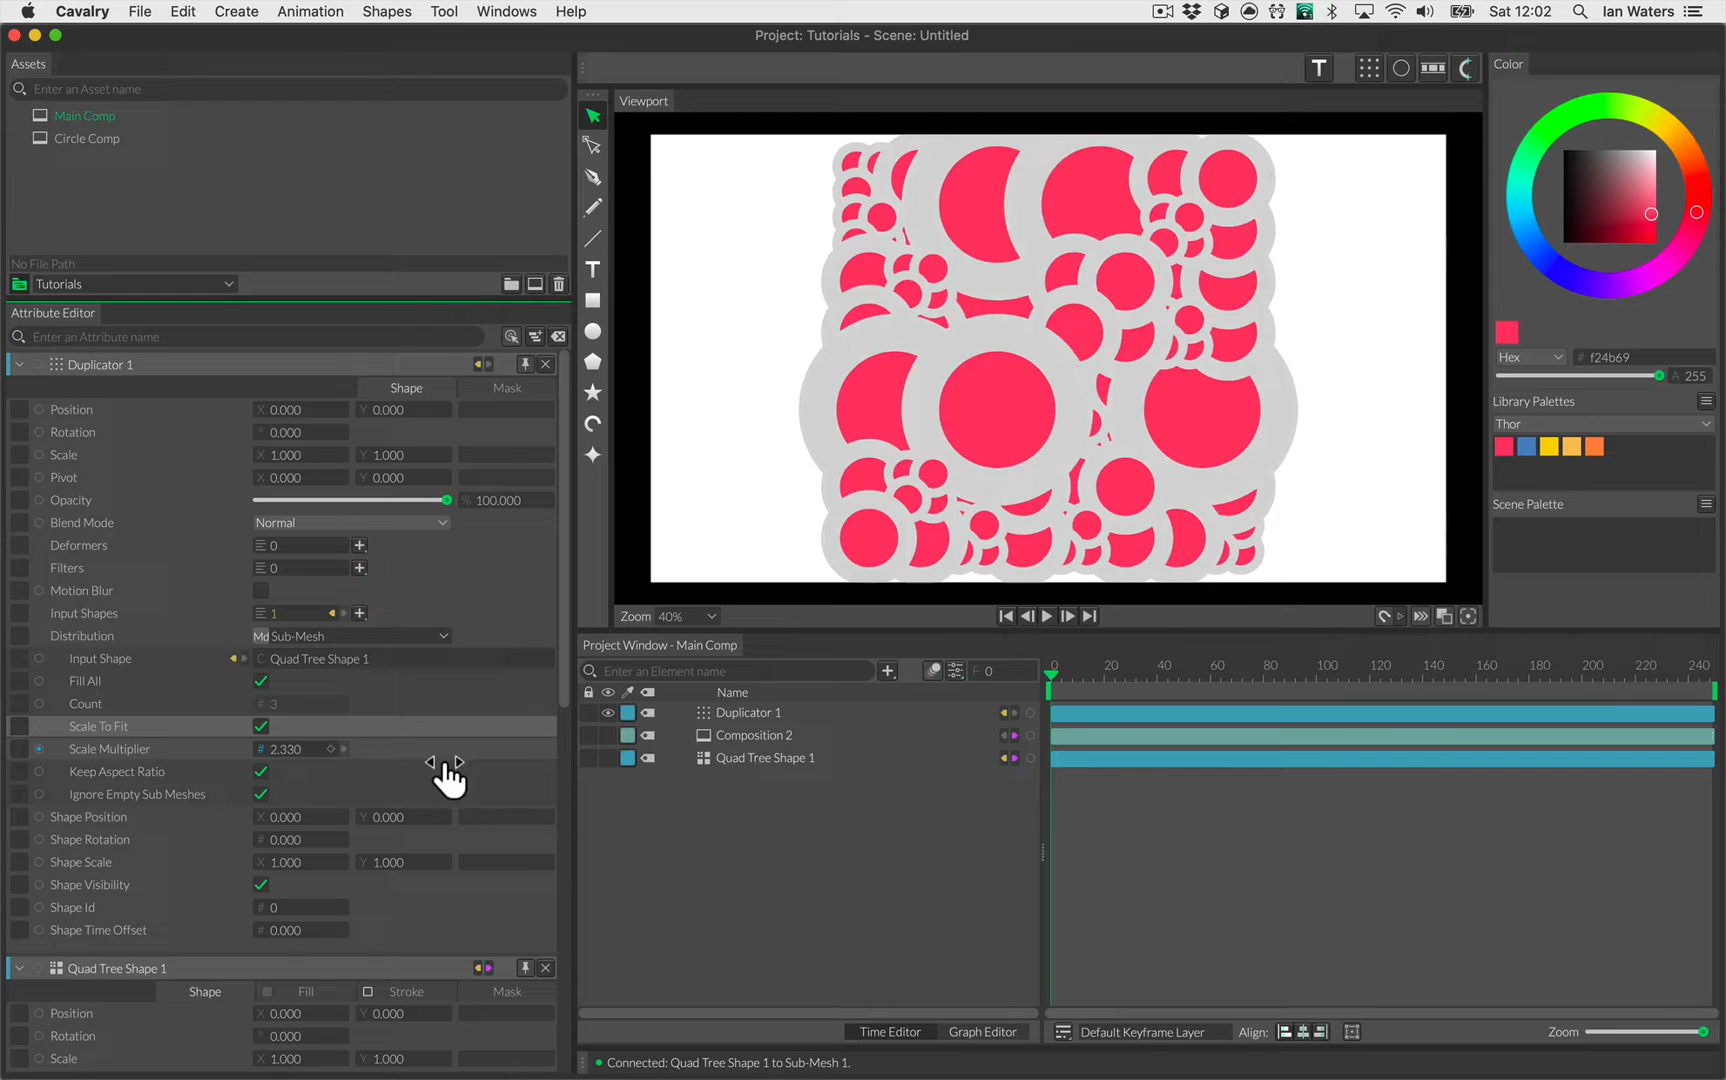 Cavalry File Edit Create Animation Shapes Tool Windows Help Sat 12:02 Ian Waters
Project: Tutorials - Scene: Untitled
Assets
Enter an Asset name
Main Comp
Circle Comp
No File Path
Tutorials
Attribute Editor
Enter an Attribute name
Duplicator 1
Shape Mask
Position X 0.000 Y 0.000
Rotation ° 0.000
Scale X 1.000 Y 1.000
Pivot X 0.000 Y 0.000
Opacity % 100.000
Blend Mode Normal
Deformers 0 +
Filters 0 +
Motion Blur
Input Shapes 1 +
Distribution Md Sub-Mesh
Input Shape C Quad Tree Shape 1
Fill All
Count # 3
Scale To Fit
Scale Multiplier # 2.330
Keep Aspect Ratio
Ignore Empty Sub Meshes
Shape Position X 0.000 Y 0.000
Shape Rotation # 0.000
Shape Scale X 1.000 Y 1.000
Shape Visibility
Shape Id # 0
Shape Time Offset # 0.000
Quad Tree Shape 1
Shape Fill Stroke Mask
Position X 0.000 Y 0.000
Rotation ° 0.000
Scale X 1.000 Y 1.000
T
Viewport
T
Zoom 40%
Project Window - Main Comp
Enter an Element name + F 0
0 20 40 60 80 100 120 140 160 180 200 220 240
Name
Duplicator 1
Composition 2
Quad Tree Shape 1
Time Editor Graph Editor Default Keyframe Layer Align: Zoom
Connected: Quad Tree Shape 1 to Sub-Mesh 1.
Color
Hex # f24b69
A 255
Library Palettes
Thor
Scene Palette